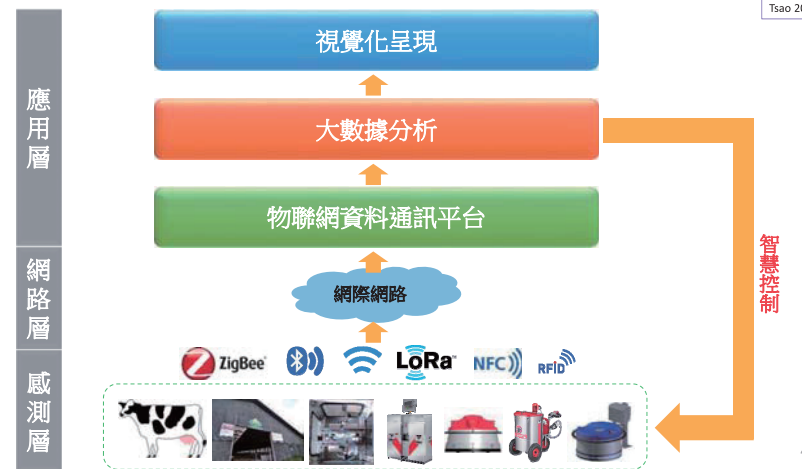 Tsao 20
視覺化呈現
應用層
大數據分析
物聯網資料通訊平台
智慧控制
網路層
網際網路
ZigBee
LoRa
NFC
RFiD
感測層